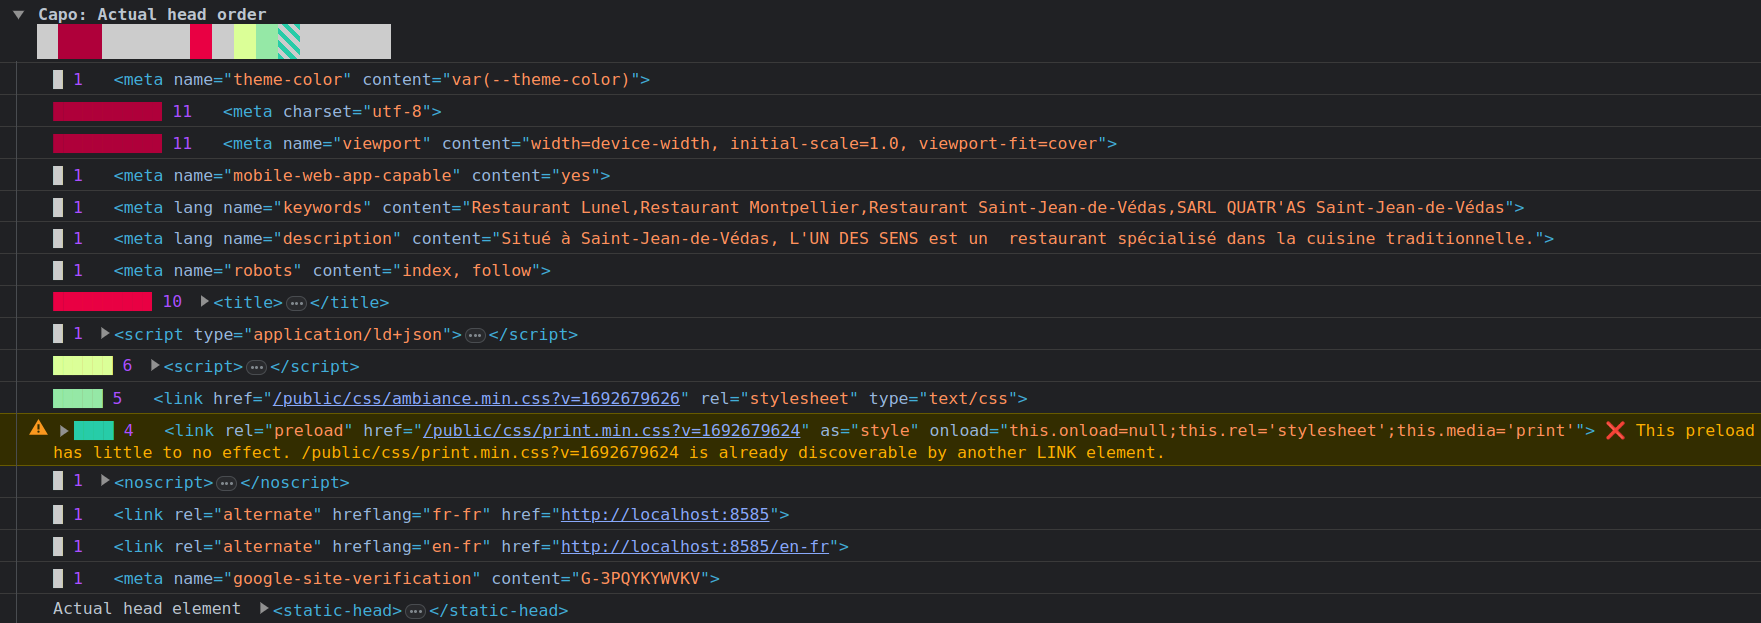 Capo: Actual head order
1 <meta name="theme-color" content="var(--theme-color)">
11 <meta charset="utf-8">
11 <meta name="viewport" content="width=device-width, initial-scale=1.0, viewport-fit=cover">
1 <meta name="mobile-web-app-capable" content="yes">
1 <meta lang name="keywords" content="Restaurant Lunel,Restaurant Montpellier,Restaurant Saint-Jean-de-Védas,SARL QUATR'AS Saint-Jean-de-Védas">
1 <meta lang name="description" content="Situé à Saint-Jean-de-Védas, L'UN DES SENS est un  restaurant spécialisé dans la cuisine traditionnelle.">
1 <meta name="robots" content="index, follow">
10 <title>…</title>
1 <script type="application/ld+json">…</script>
6 <script>…</script>
5 <link href="/public/css/ambiance.min.css?v=1692679626" rel="stylesheet" type="text/css">
4 <link rel="preload" href="/public/css/print.min.css?v=1692679624" as="style" onload="this.onload=null;this.rel='stylesheet';this.media='print'"> ❌ This preload
has little to no effect. /public/css/print.min.css?v=1692679624 is already discoverable by another LINK element.
1 <noscript>…</noscript>
1 <link rel="alternate" hreflang="fr-fr" href="http://localhost:8585">
1 <link rel="alternate" hreflang="en-fr" href="http://localhost:8585/en-fr">
1 <meta name="google-site-verification" content="G-3PQYKYWVKV">
Actual head element <static-head>…</static-head>